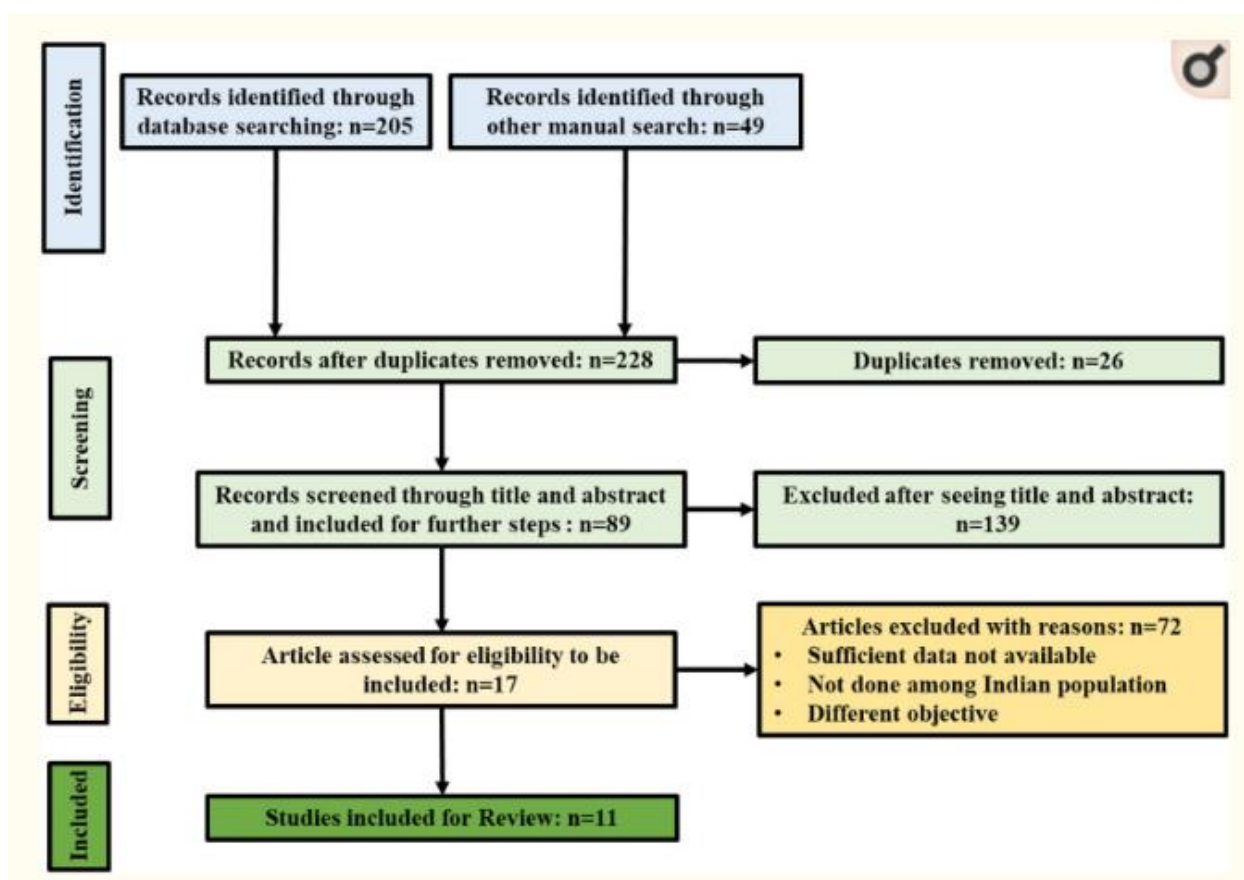 Identification
Records identified through
database searching: n=205
Records identified through
other manual search: n=49
Screening
Records after duplicates removed: n=228
Duplicates removed: n=26
Records screened through title and abstract
and included for further steps : n=89
Excluded after seeing title and abstract:
n=139
Eligibility
Article assessed for eligibility to be
included: n=17
Articles excluded with reasons: n=72
• Sufficient data not available
• Not done among Indian population
• Different objective
Included
Studies included for Review: n=11